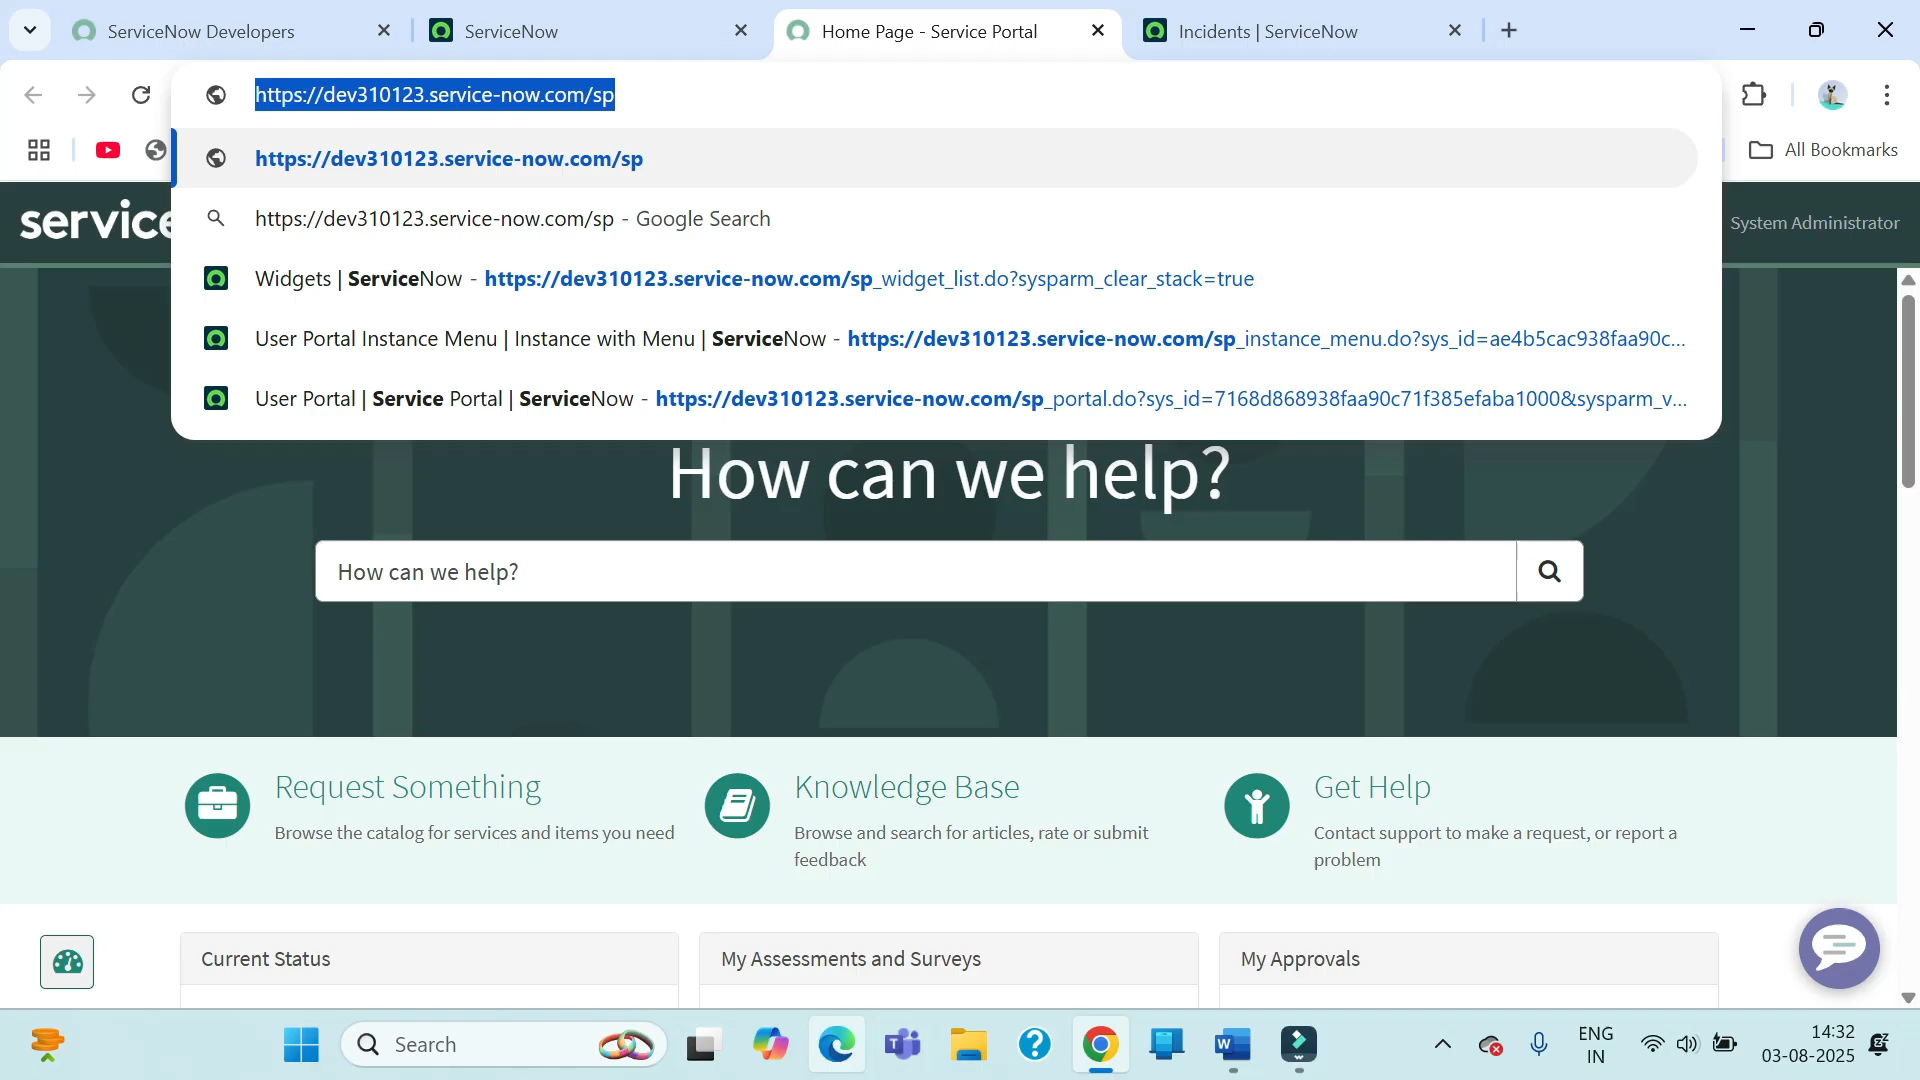 ServiceNow Developers
ServiceNow
Home Page - Service Portal
Incidents | ServiceNow
https://dev310123.service-now.com/sp
All Bookmarks
https://dev310123.service-now.com/sp
https://dev310123.service-now.com/sp - Google Search
Widgets | ServiceNow - https://dev310123.service-now.com/sp_widget_list.do?sysparm_clear_stack=true
User Portal Instance Menu | Instance with Menu | ServiceNow - https://dev310123.service-now.com/sp_instance_menu.do?sys_id=ae4b5cac938faa90c...
User Portal | Service Portal | ServiceNow - https://dev310123.service-now.com/sp_portal.do?sys_id=7168d868938faa90c71f385efaba1000&sysparm_v...
service
System Administrator
How can we help?
How can we help?
Request Something
Browse the catalog for services and items you need
Knowledge Base
Browse and search for articles, rate or submit
feedback
Get Help
Contact support to make a request, or report a
problem
Current Status
My Assessments and Surveys
My Approvals
Search
ENG
IN
14:32
03-08-2025